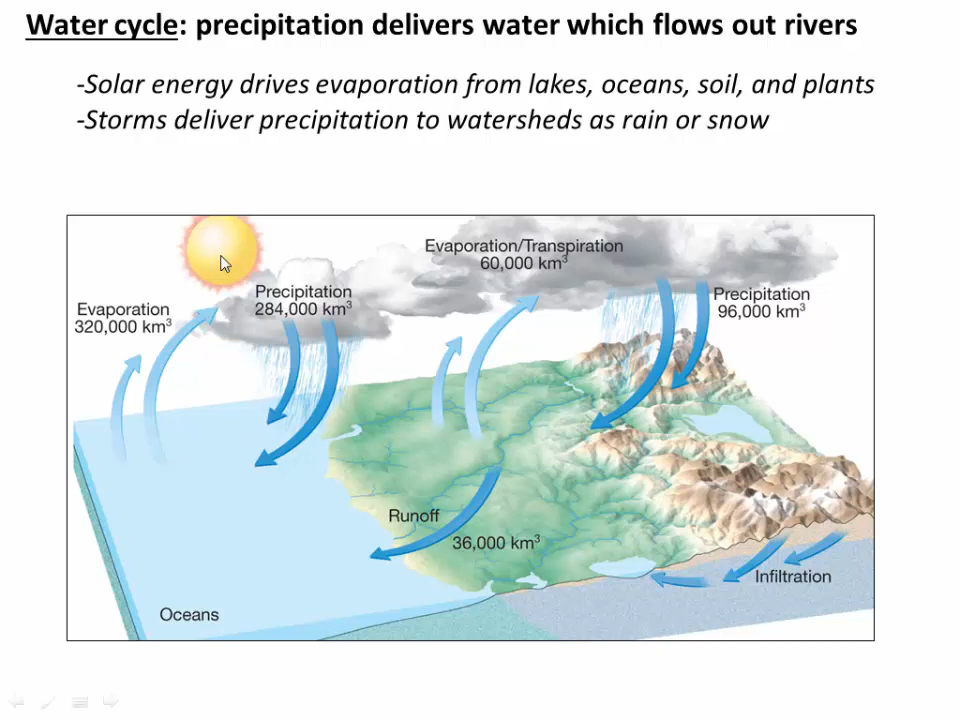 Water cycle: precipitation delivers water which flows out rivers
-Solar energy drives evaporation from lakes, oceans, soil, and plants
-Storms deliver precipitation to watersheds as rain or snow
Evaporation/Transpiration
60,000 km³
Precipitation
284,000 km³
Precipitation
96,000 km³
Evaporation
320,000 km³
Runoff
36,000 km³
Infiltration
Oceans